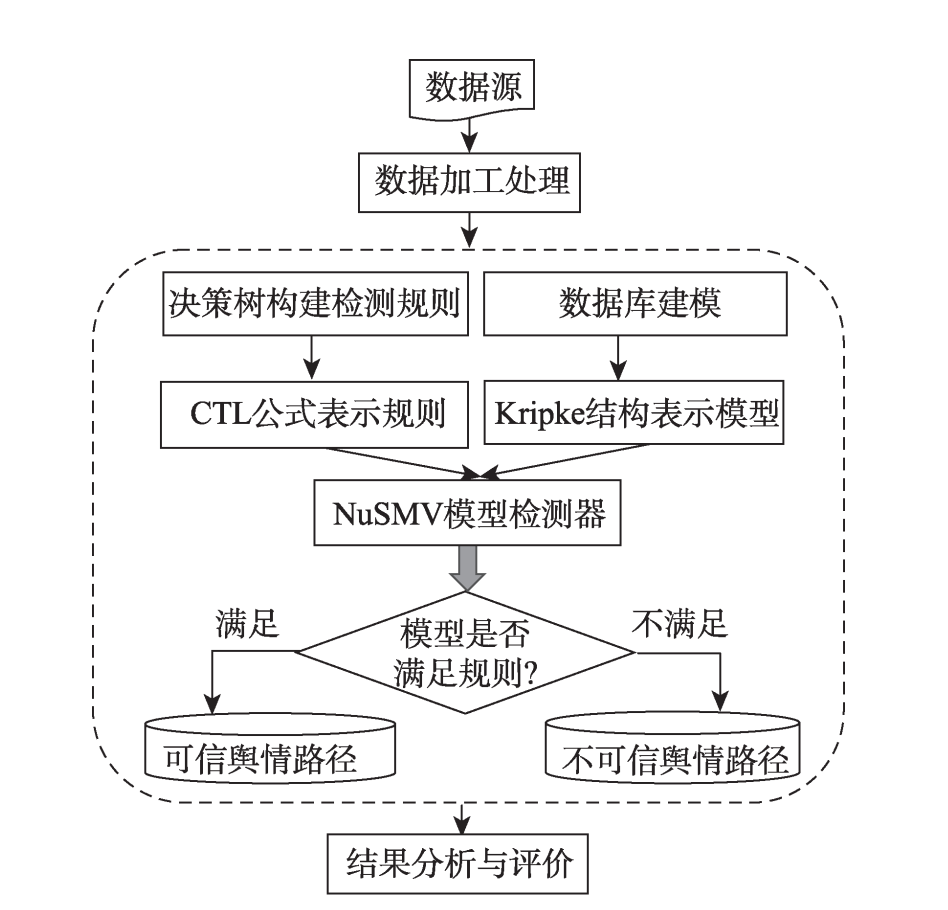 数据源
数据加工处理
决策树构建检测规则
数据库建模
CTL公式表示规则
Kripke结构表示模型
NuSMV模型检测器
满足
模型是否
满足规则?
不满足
可信舆情路径
不可信舆情路径
结果分析与评价